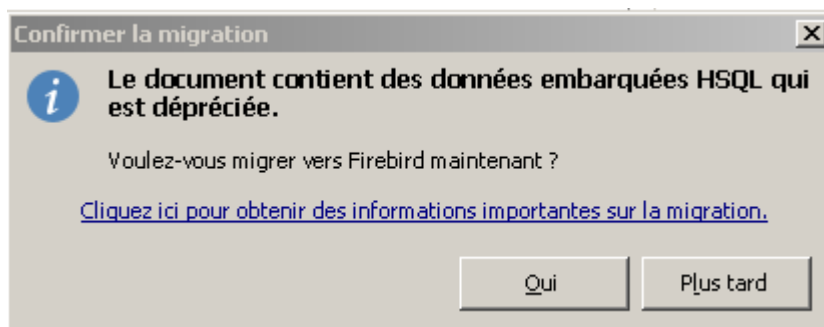 Confirmer la migration
Le document contient des données embarquées HSQL qui
est dépréciée.
Voulez-vous migrer vers Firebird maintenant ?
Cliquez ici pour obtenir des informations importantes sur la migration.
Oui
Plus tard